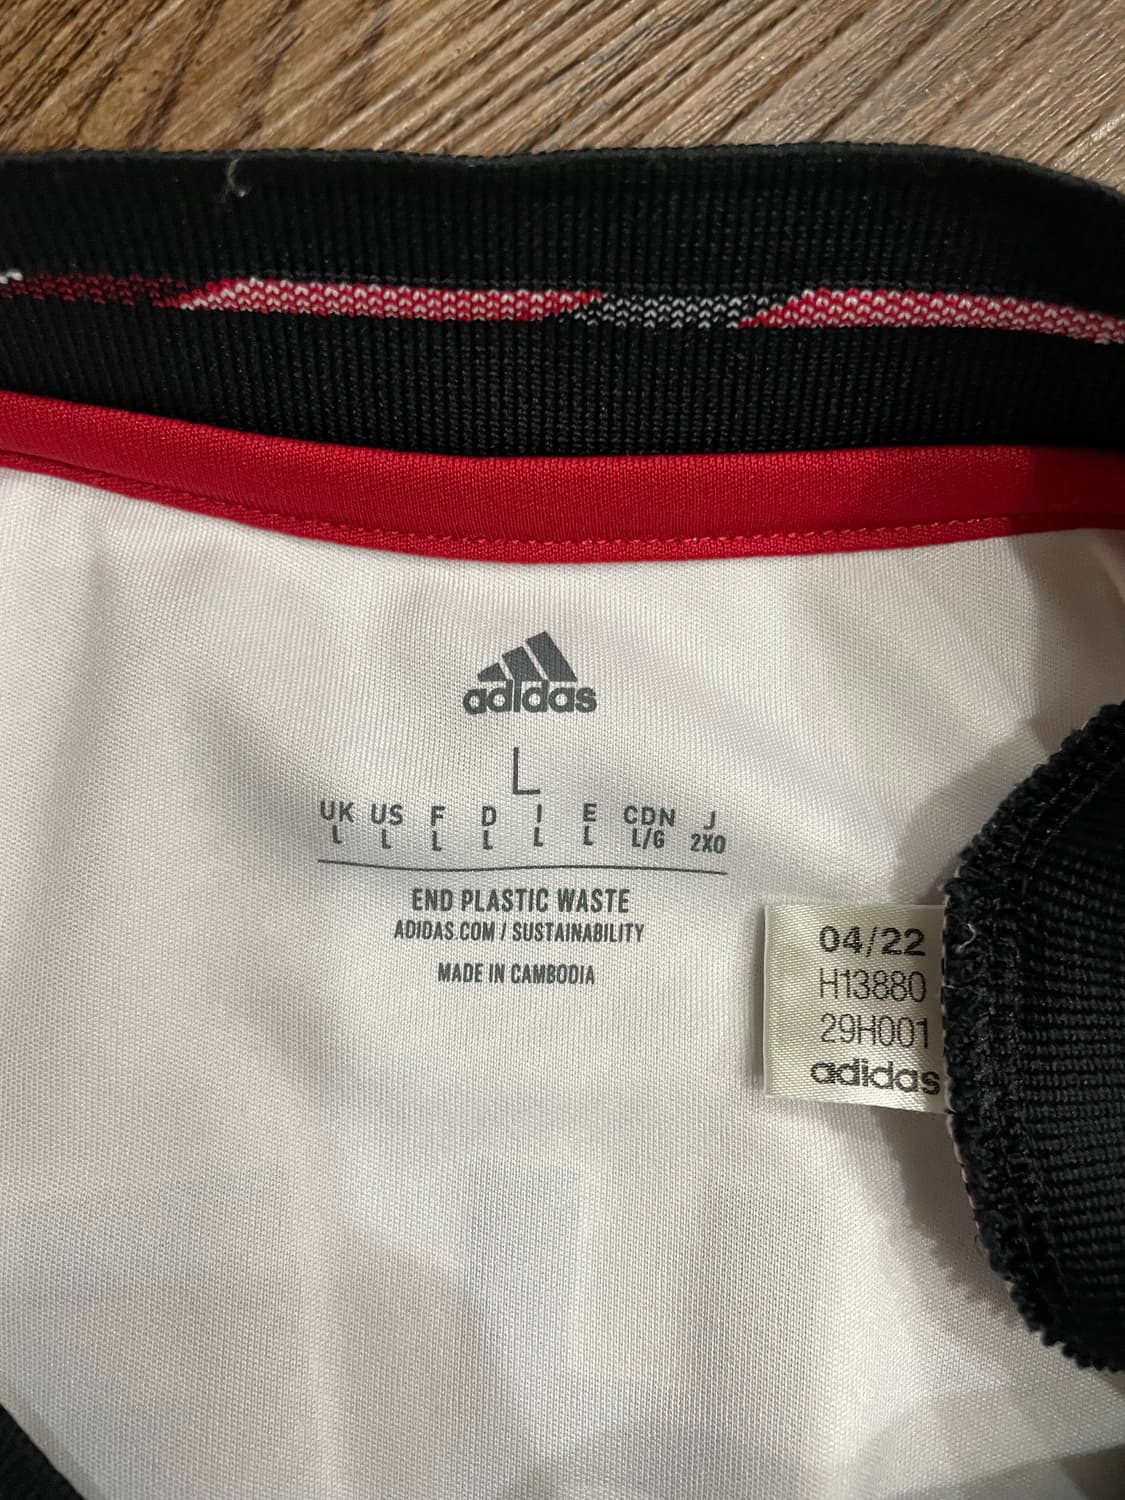 adidas
L
UK US F D I E CDN J
L L L L L L L/G 2XO
END PLASTIC WASTE
ADIDAS.COM / SUSTAINABILITY
MADE IN CAMBODIA
04/22
H13880
29H001
adidas